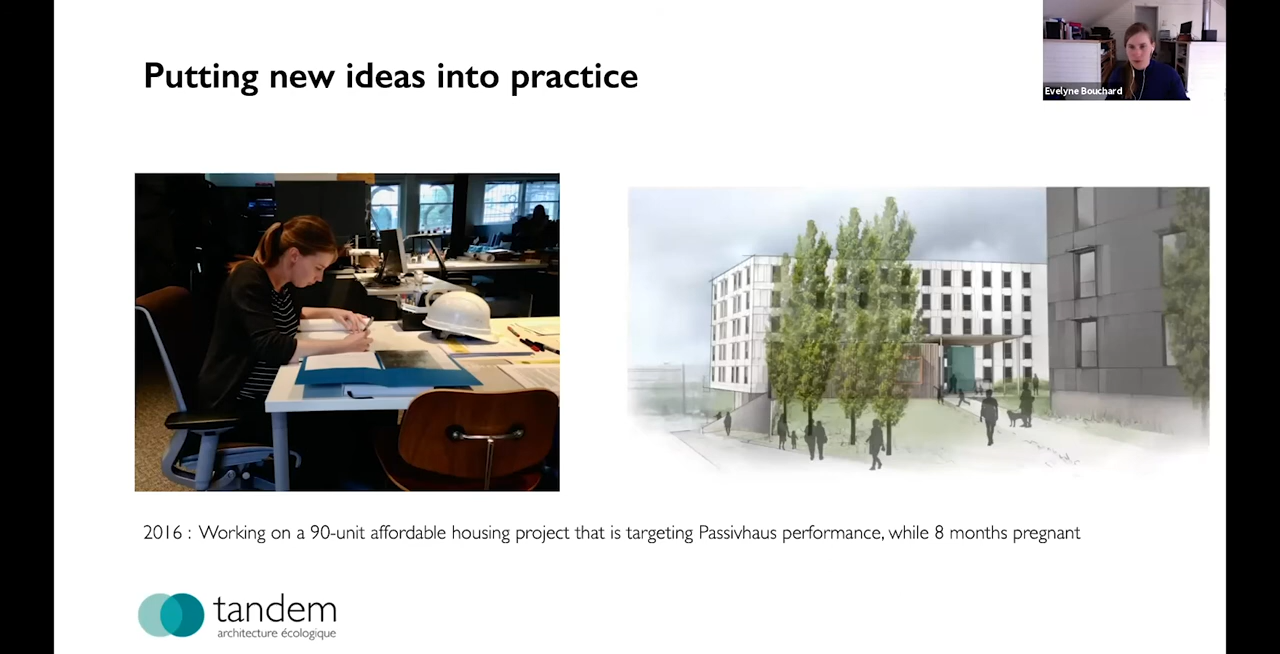 Putting new ideas into practice
Evelyne Bouchard
2016 : Working on a 90-unit affordable housing project that is targeting Passivhaus performance, while 8 months pregnant
tandem
architecture écologique